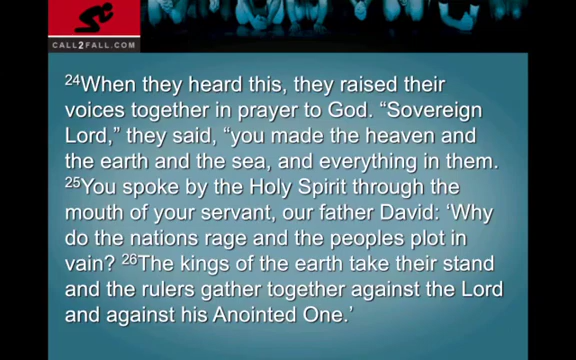 CALL2FALL.COM
24When they heard this, they raised their
voices together in prayer to God. “Sovereign
Lord,” they said, “you made the heaven and
the earth and the sea, and everything in them.
25You spoke by the Holy Spirit through the
mouth of your servant, our father David: ‘Why
do the nations rage and the peoples plot in
vain? 26The kings of the earth take their stand
and the rulers gather together against the Lord
and against his Anointed One.’